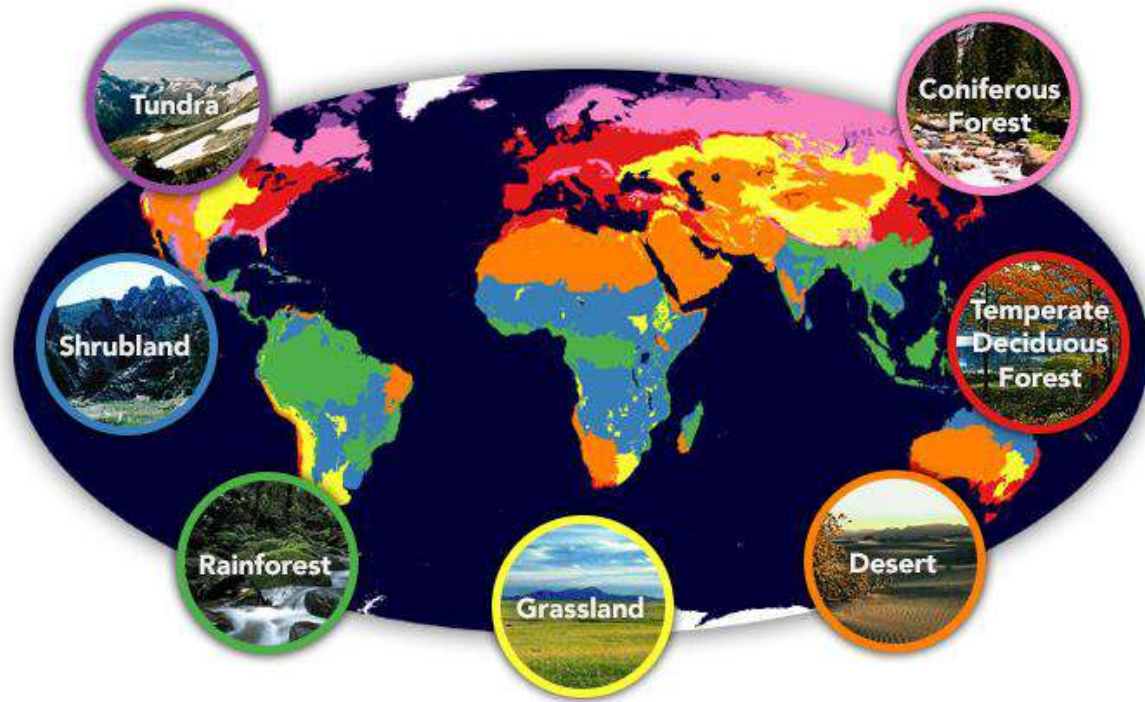 Tundra
Coniferous
Forest
Shrubland
Temperate
Deciduous
Forest
Rainforest
Grassland
Desert